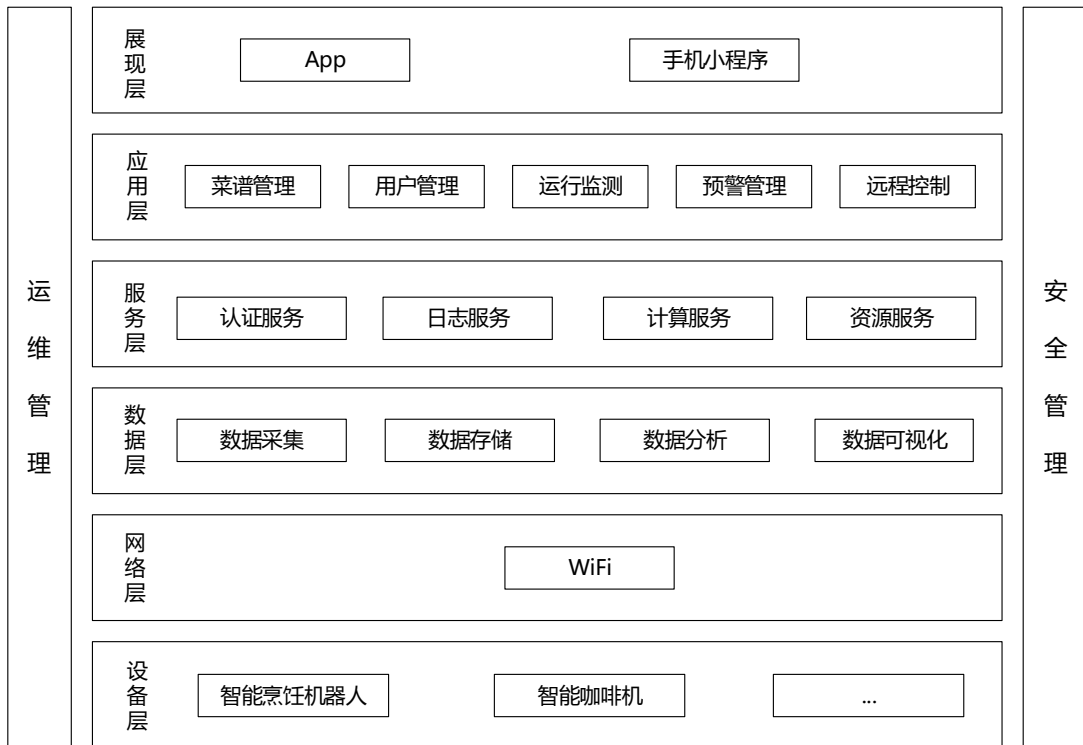 运维管理
展现层
App
手机小程序
应用层
菜谱管理
用户管理
运行监测
预警管理
远程控制
服务层
认证服务
日志服务
计算服务
资源服务
数据层
数据采集
数据存储
数据分析
数据可视化
网络层
WiFi
设备层
智能烹饪机器人
智能咖啡机
...
安全管理